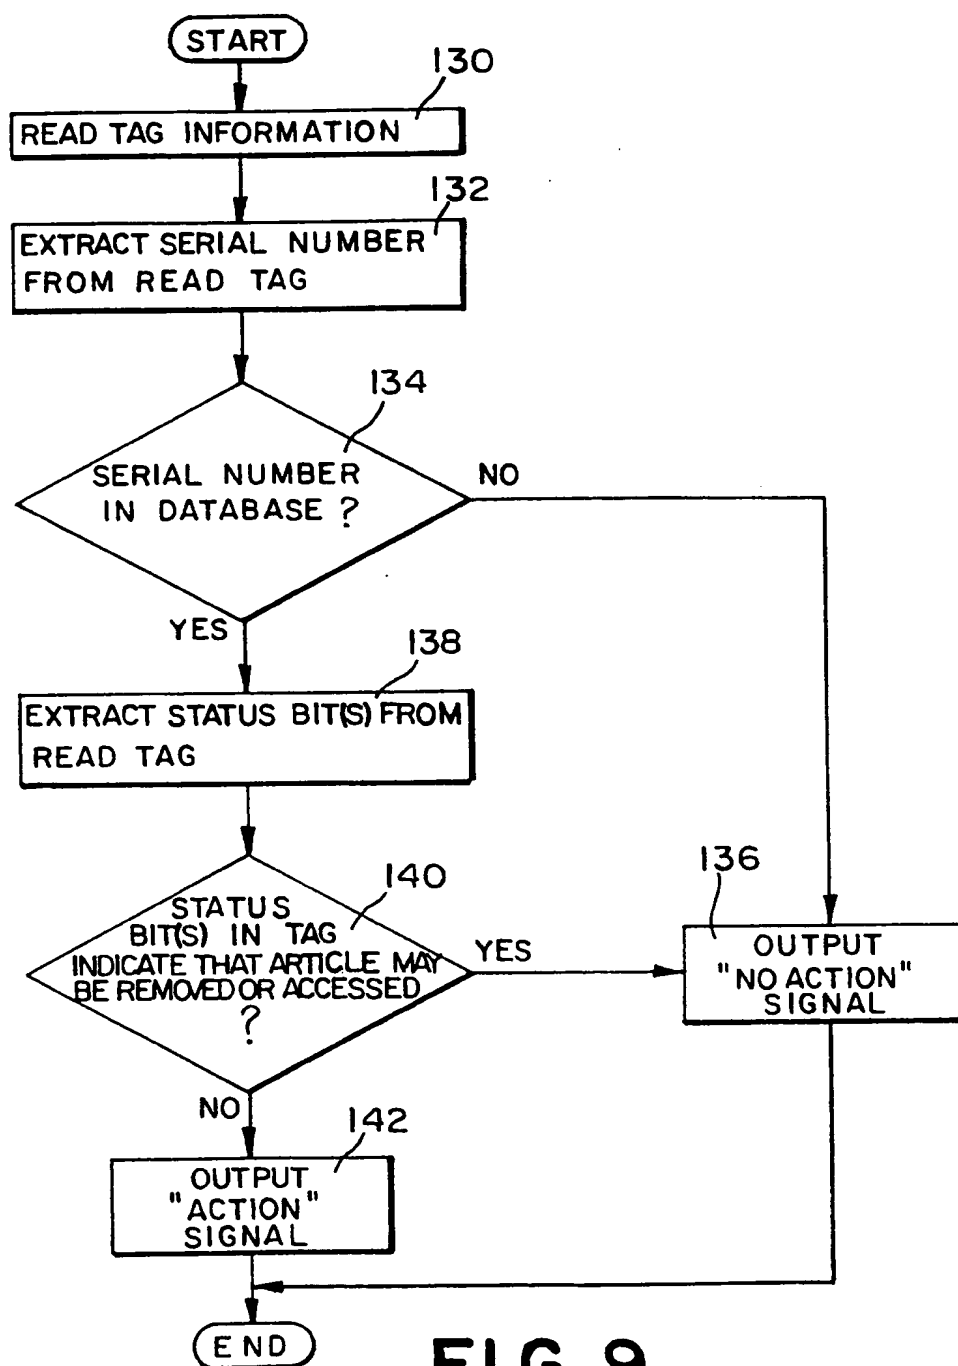 START
130
READ TAG INFORMATION
132
EXTRACT SERIAL NUMBER
FROM READ TAG
134
SERIAL NUMBER
IN DATABASE ?
NO
YES
138
EXTRACT STATUS BIT(S) FROM
READ TAG
140
STATUS
BIT(S) IN TAG
INDICATE THAT ARTICLE MAY
BE REMOVED OR ACCESSED
?
YES
136
OUTPUT
"NO ACTION"
SIGNAL
NO
142
OUTPUT
"ACTION"
SIGNAL
END
FIG. 9